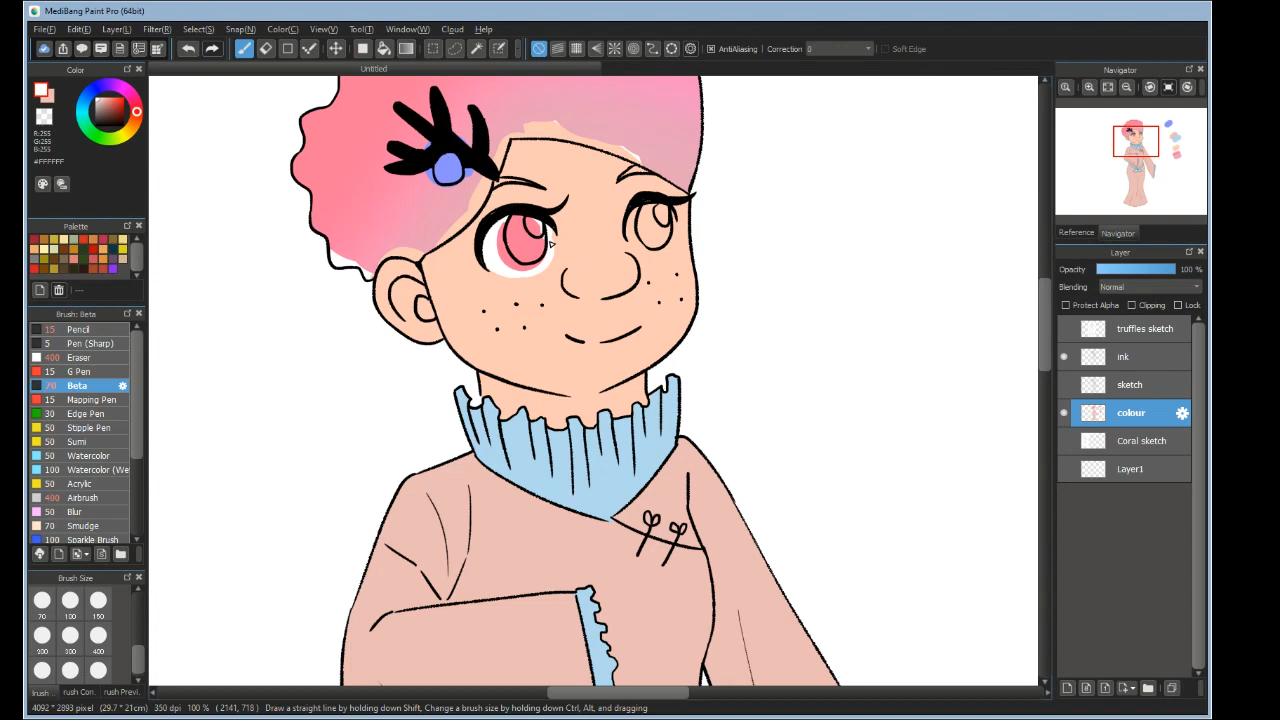 MediBang Paint Pro (64bit)
File(F) Edit(E) Layer(L) Filter(R) Select(S) Snap(N) Color(C) View(V) Tool(T) Window(W) Cloud Help
AntiAliasing Correction 0 Soft Edge
Color
Untitled
Navigator
R:255
G:255
B:255
#FFFFFF
Palette
---
Reference Navigator
Layer
Opacity 100 %
Blending Normal
Protect Alpha Clipping Lock
Brush: Beta
15 Pencil
5 Pen (Sharp)
400 Eraser
15 G Pen
70 Beta
15 Mapping Pen
30 Edge Pen
50 Stipple Pen
50 Sumi
50 Watercolor
100 Watercolor (We
50 Acrylic
400 Airbrush
50 Blur
70 Smudge
100 Sparkle Brush
truffles sketch
ink
sketch
colour
Coral sketch
Layer1
Brush Size
70 100 150
200 300 400
rush .. rush Con. rush Previ.
4092 * 2893 pixel (29.7 * 21cm) 350 dpi 100 % ( 2141, 718 ) Draw a straight line by holding down Shift, Change a brush size by holding down Ctrl, Alt, and dragging